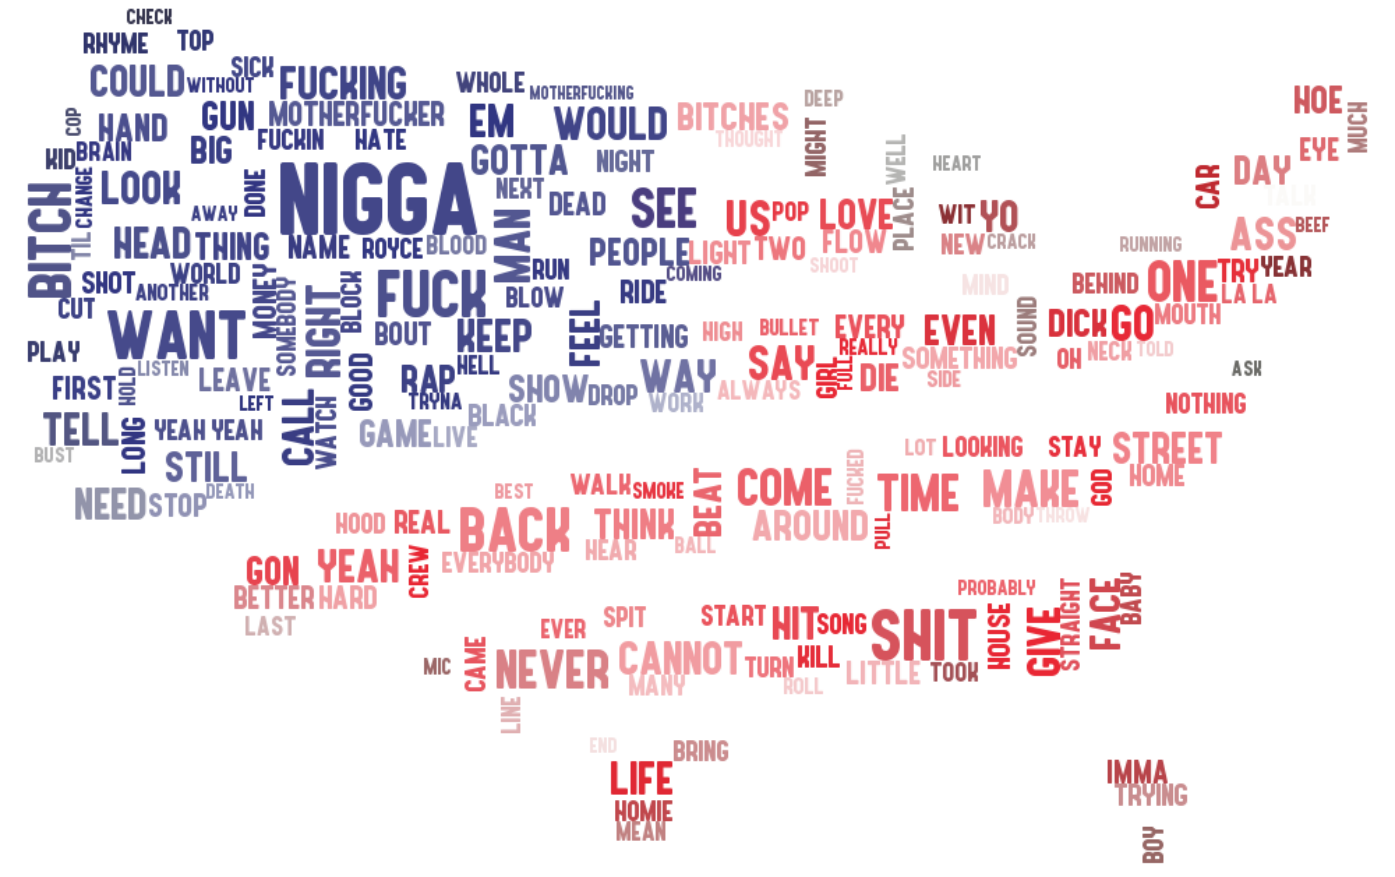 CHECK
RHYME TOP
COULD WITHOUT SICK FUCKING WHOLE MOTHERFUCKING
COP HAND GUN MOTHERFUCKER EM WOULD BITCHES DEEP HOE MUCH
KID BRAIN BIG FUCKIN HATE GOTTA NIGHT THOUGHT MIGHT WELL HEART EYE
BITCH CHANGE LOOK DONE NIGGA NEXT DEAD SEE CAR DAY TALK
TIL AWAY MAN US POP LOVE PLACE WIT YO ASS BEEF
HEAD THING NAME ROYCE BLOOD PEOPLE LIGHT TWO FLOW NEW CRACK RUNNING
SHOT WORLD MONEY SOMEBODY BLOCK FUCK RUN COMING SHOOT MIND BEHIND ONE TRY YEAR
CUT ANOTHER RIGHT BLOW RIDE SOUND LA LA
WANT BOUT KEEP FEEL GETTING HIGH BULLET EVERY EVEN DICK GO MOUTH
PLAY LISTEN GOOD HELL SAY GIRL FULL REALLY SOMETHING OH NECK TOLD
FIRST HOLD LEAVE RAP SHOW DROP WAY ALWAYS DIE SIDE ASK
LEFT CALL WATCH TRYNA BLACK WORK NOTHING
TELL LONG YEAH YEAH GAME LIVE
BUST STILL LOT LOOKING STAY STREET
NEED STOP DEATH BEST WALK SMOKE BEAT COME FUCKED TIME MAKE GOD HOME
HOOD REAL BACK THINK AROUND PULL BODY THROW
GON YEAH CREW EVERYBODY HEAR BALL
BETTER HARD PROBABLY STRAIGHT FACE BABY
LAST EVER SPIT START HIT SONG SHIT HOUSE GIVE
MIC CAME NEVER CANNOT TURN KILL LITTLE TOOK
LINE MANY ROLL
END BRING
LIFE IMMA
HOMIE TRYING
MEAN BOY